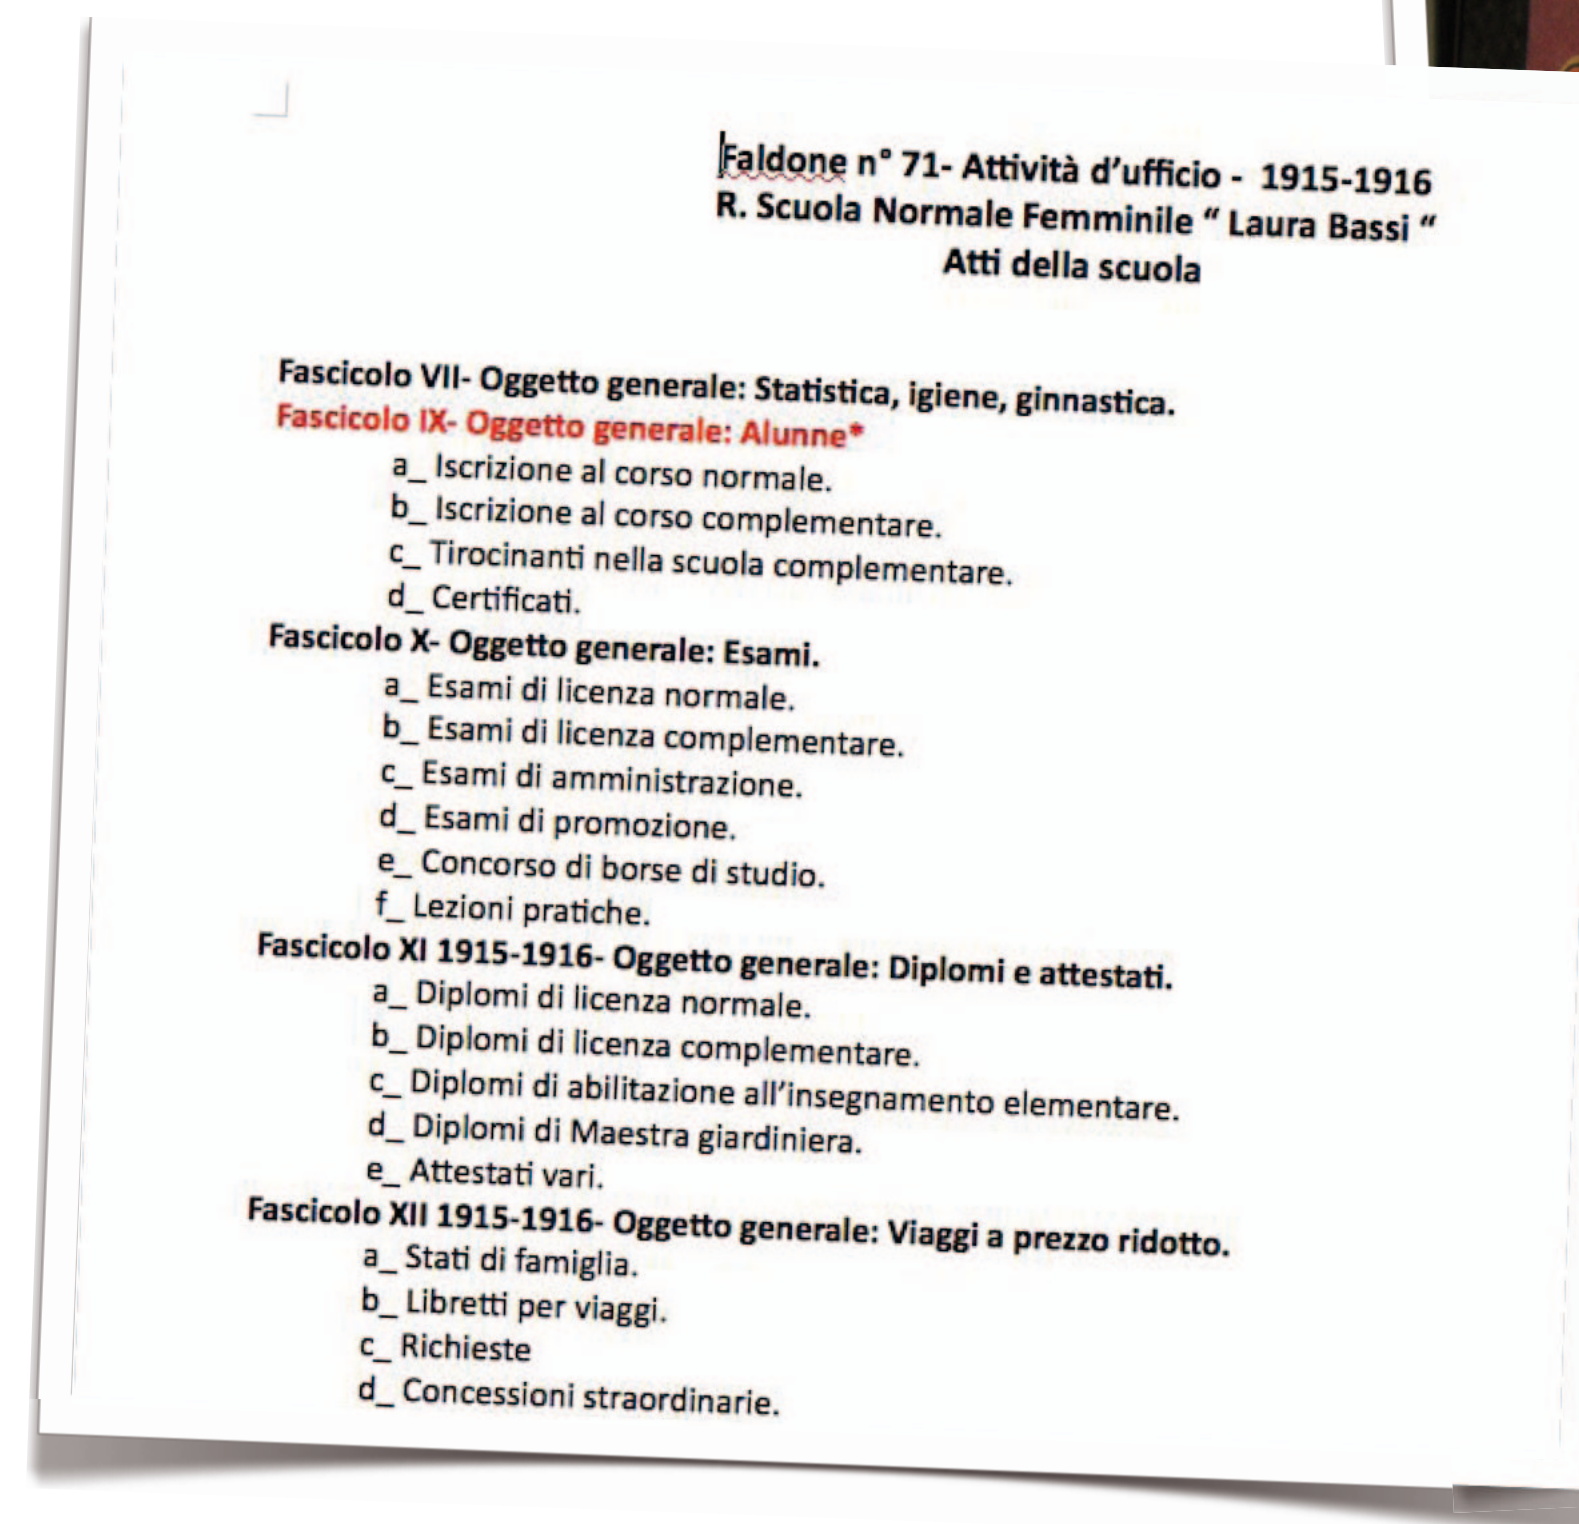 Faldone n° 71- Attività d’ufficio - 1915-1916
R. Scuola Normale Femminile “ Laura Bassi “
Atti della scuola
Fascicolo VII- Oggetto generale: Statistica, igiene, ginnastica.
Fascicolo IX- Oggetto generale: Alunne*
a_ Iscrizione al corso normale.
b_ Iscrizione al corso complementare.
c_ Tirocinanti nella scuola complementare.
d_ Certificati.
Fascicolo X- Oggetto generale: Esami.
a_ Esami di licenza normale.
b_ Esami di licenza complementare.
c_ Esami di amministrazione.
d_ Esami di promozione.
e_ Concorso di borse di studio.
f_ Lezioni pratiche.
Fascicolo XI 1915-1916- Oggetto generale: Diplomi e attestati.
a_ Diplomi di licenza normale.
b_ Diplomi di licenza complementare.
c_ Diplomi di abilitazione all’insegnamento elementare.
d_ Diplomi di Maestra giardiniera.
e_ Attestati vari.
Fascicolo XII 1915-1916- Oggetto generale: Viaggi a prezzo ridotto.
a_ Stati di famiglia.
b_ Libretti per viaggi.
c_ Richieste
d_ Concessioni straordinarie.